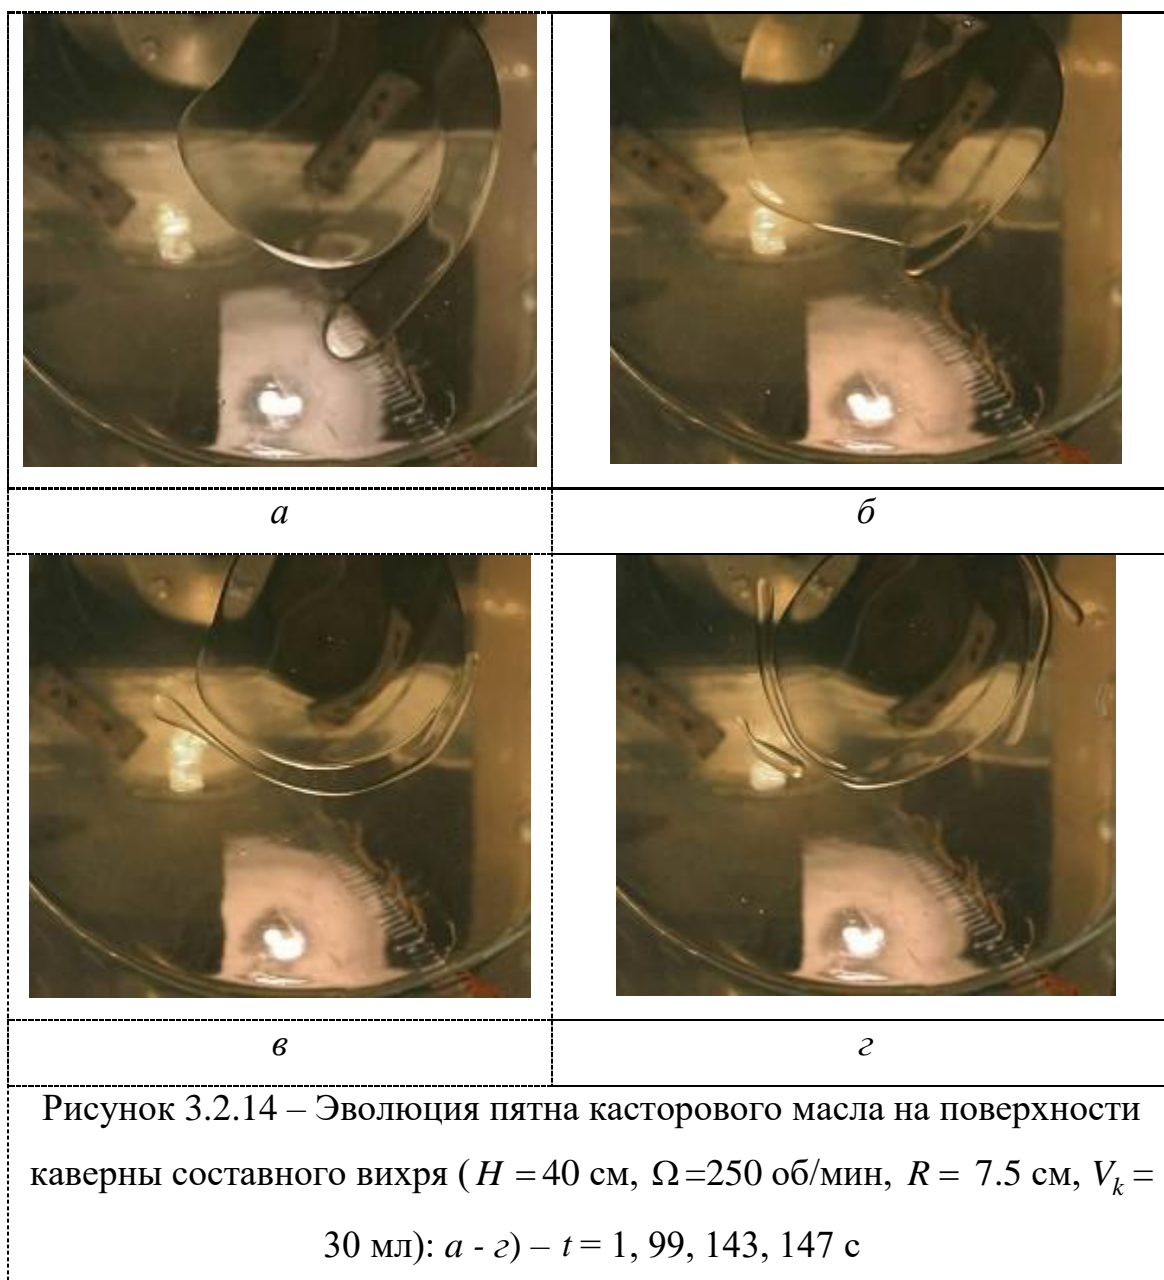 а
б
в
г
Рисунок 3.2.14 – Эволюция пятна касторового масла на поверхности
каверны составного вихря ( H = 40 см, Ω=250 об/мин, R = 7.5 см, V_k =
30 мл): а - г) – t = 1, 99, 143, 147 с